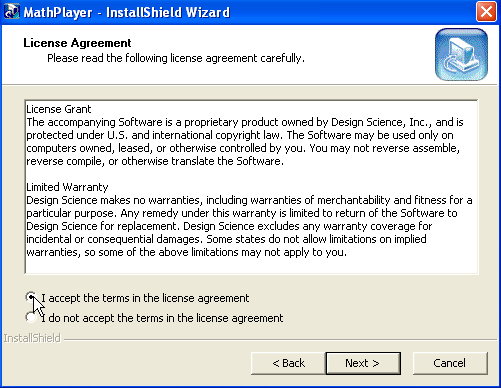 MathPlayer - InstallShield Wizard
License Agreement
Please read the following license agreement carefully.
License Grant
The accompanying Software is a proprietary product owned by Design Science, Inc., and is
protected under U.S. and international copyright law. The Software may be used only on
computers owned, leased, or otherwise controlled by you. You may not reverse assemble,
reverse compile, or otherwise translate the Software.
Limited Warranty
Design Science makes no warranties, including warranties of merchantability and fitness for a
particular purpose. Any remedy under this warranty is limited to return of the Software to
Design Science for replacement. Design Science excludes any warranty coverage for
incidental or consequential damages. Some states do not allow limitations on implied
warranties, so some of the above limitations may not apply to you.
I accept the terms in the license agreement
I do not accept the terms in the license agreement
InstallShield
< Back Next > Cancel